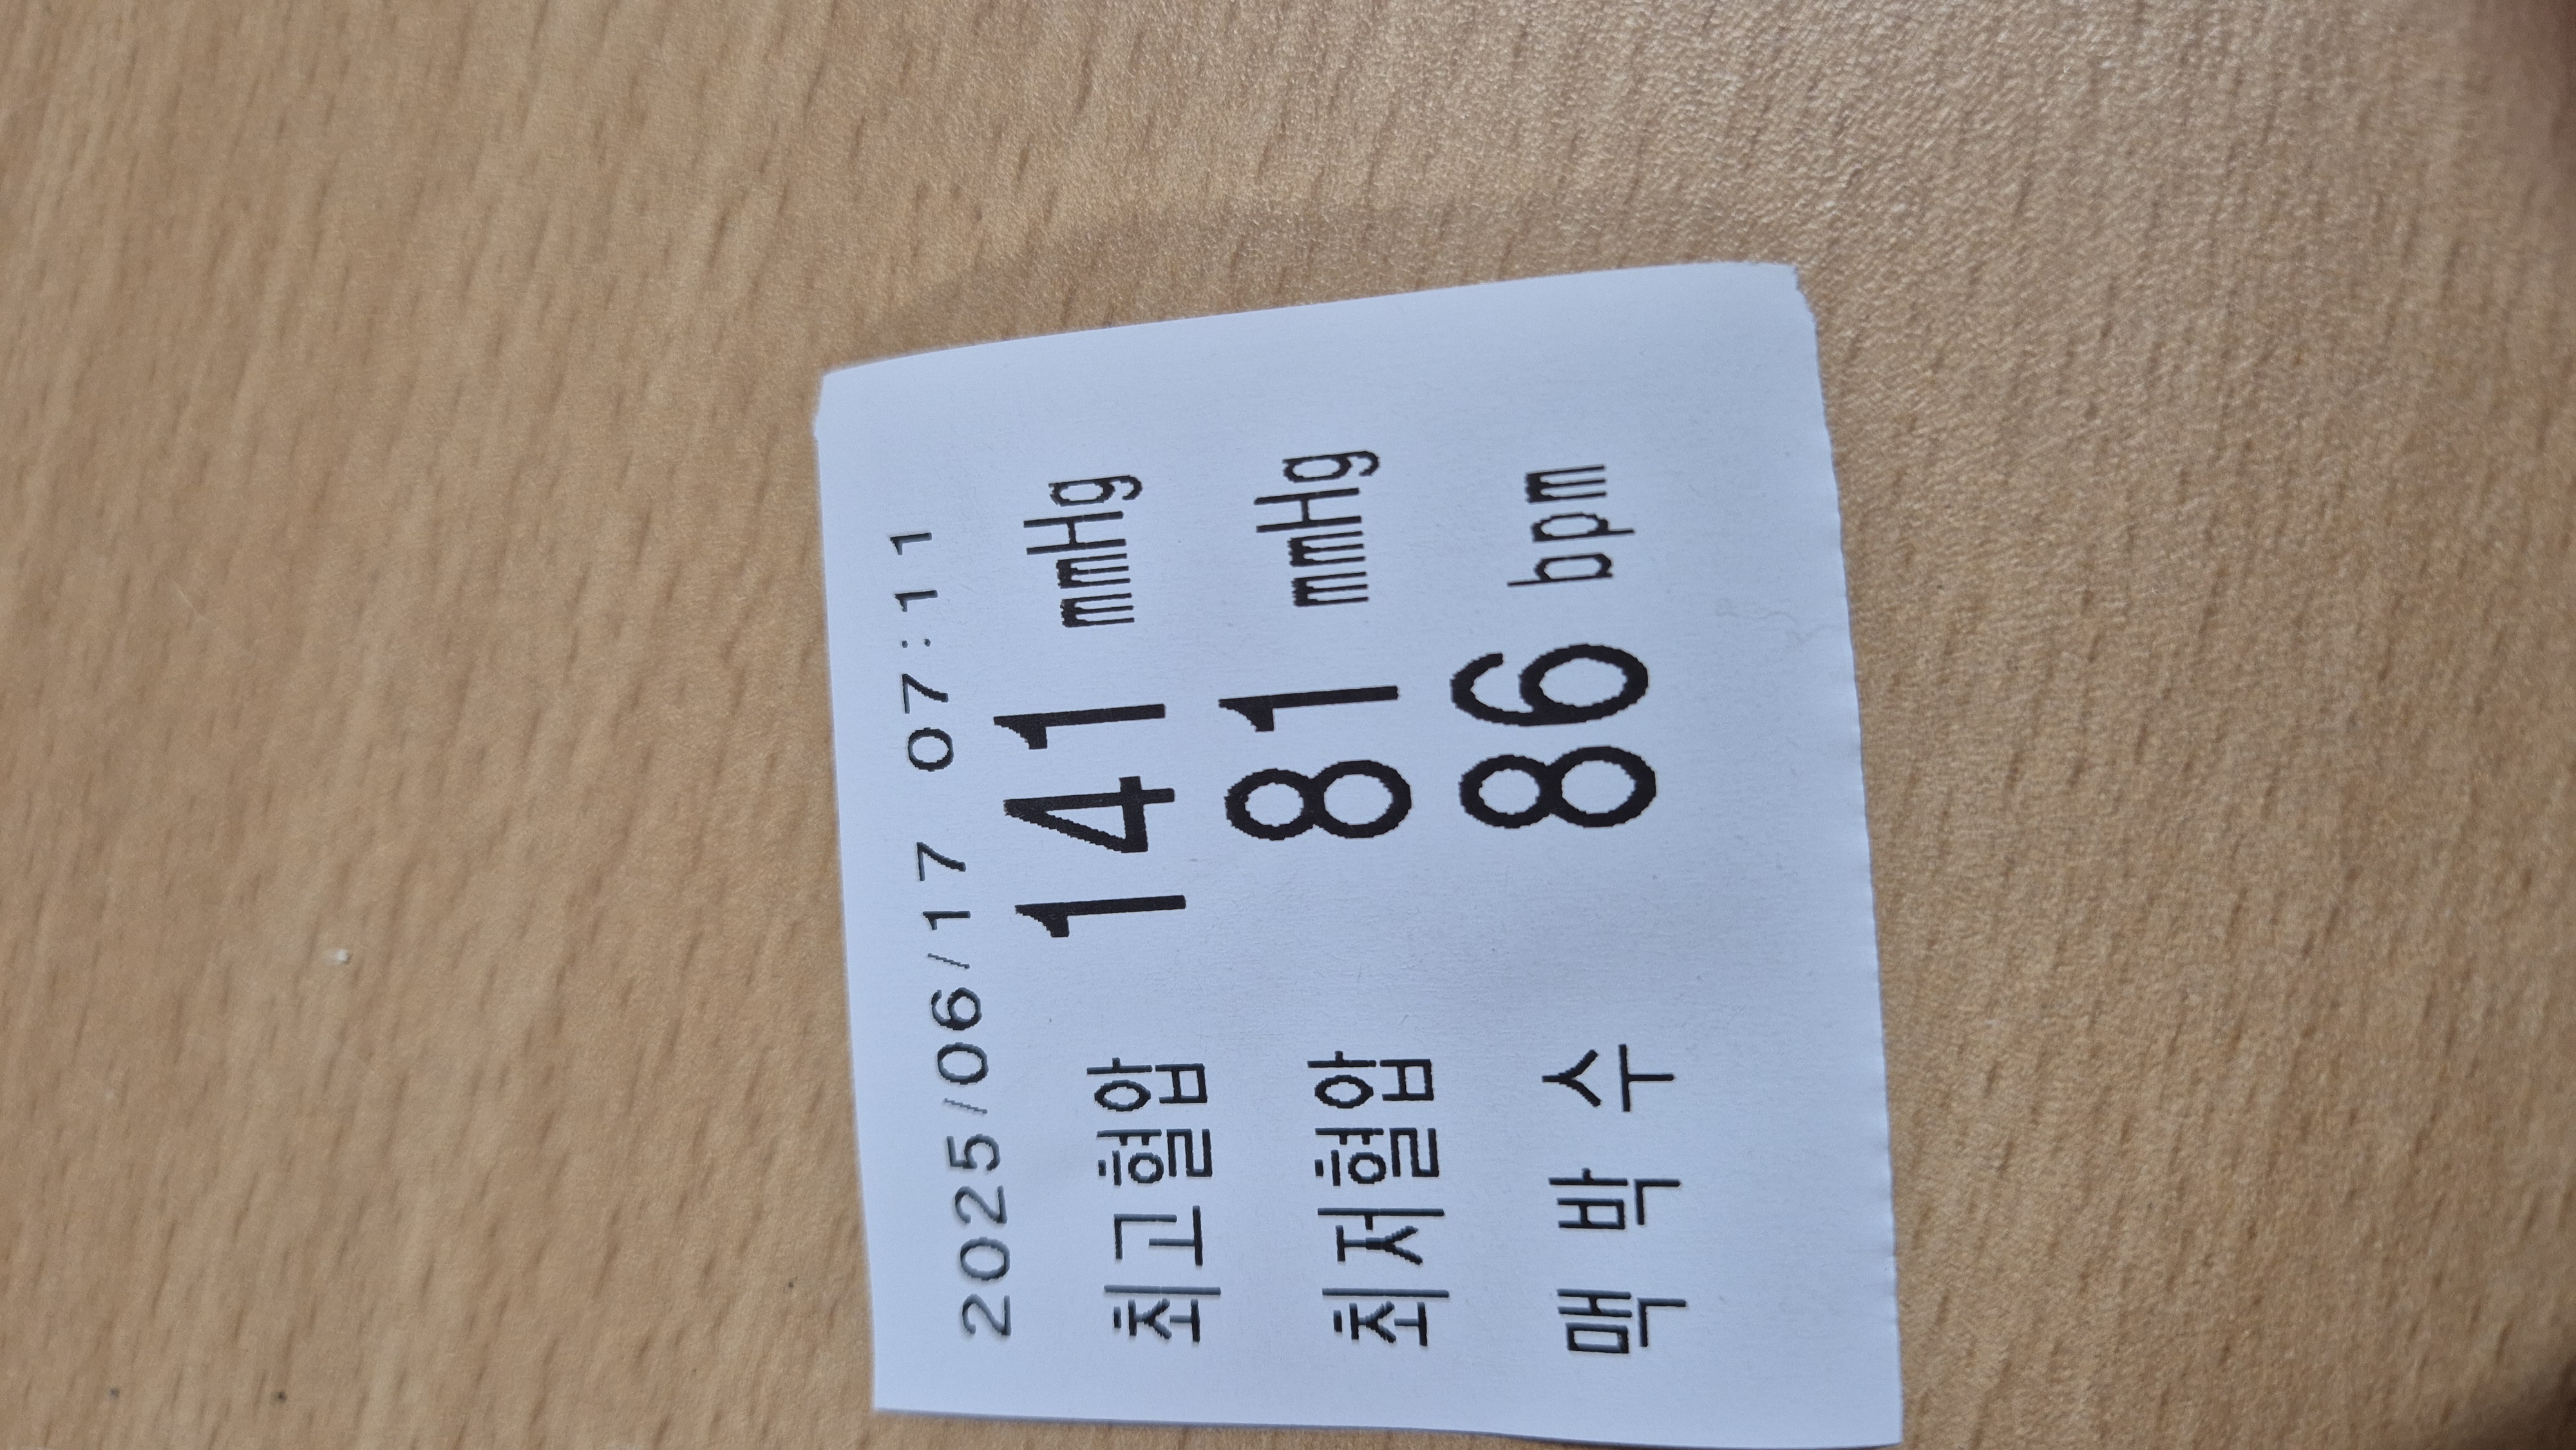 2025/06/17 07:11
최고혈압 141 mmHg
최저혈압 81 mmHg
맥 박 수 86 bpm